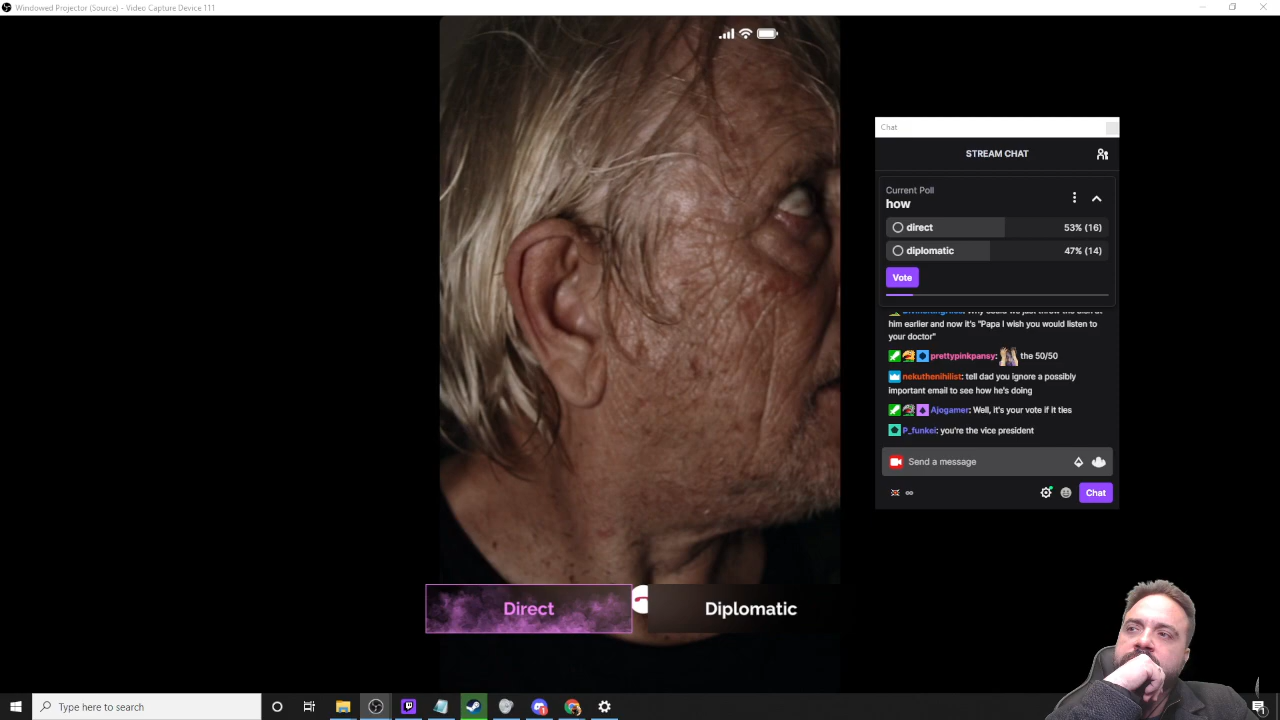 Windowed Projector (Source) - Video Capture Device 111
Chat
STREAM CHAT
Current Poll
how
direct 53% (16)
diplomatic 47% (14)
Vote
him earlier and now it's "Papa I wish you would listen to
your doctor"
prettypinkpansy: the 50/50
nekuthenihilist: tell dad you ignore a possibly
important email to see how he's doing
Ajogamer: Well, it's your vote if it ties
P_funkei: you're the vice president
Send a message
Chat
Direct
Diplomatic
Type here to search